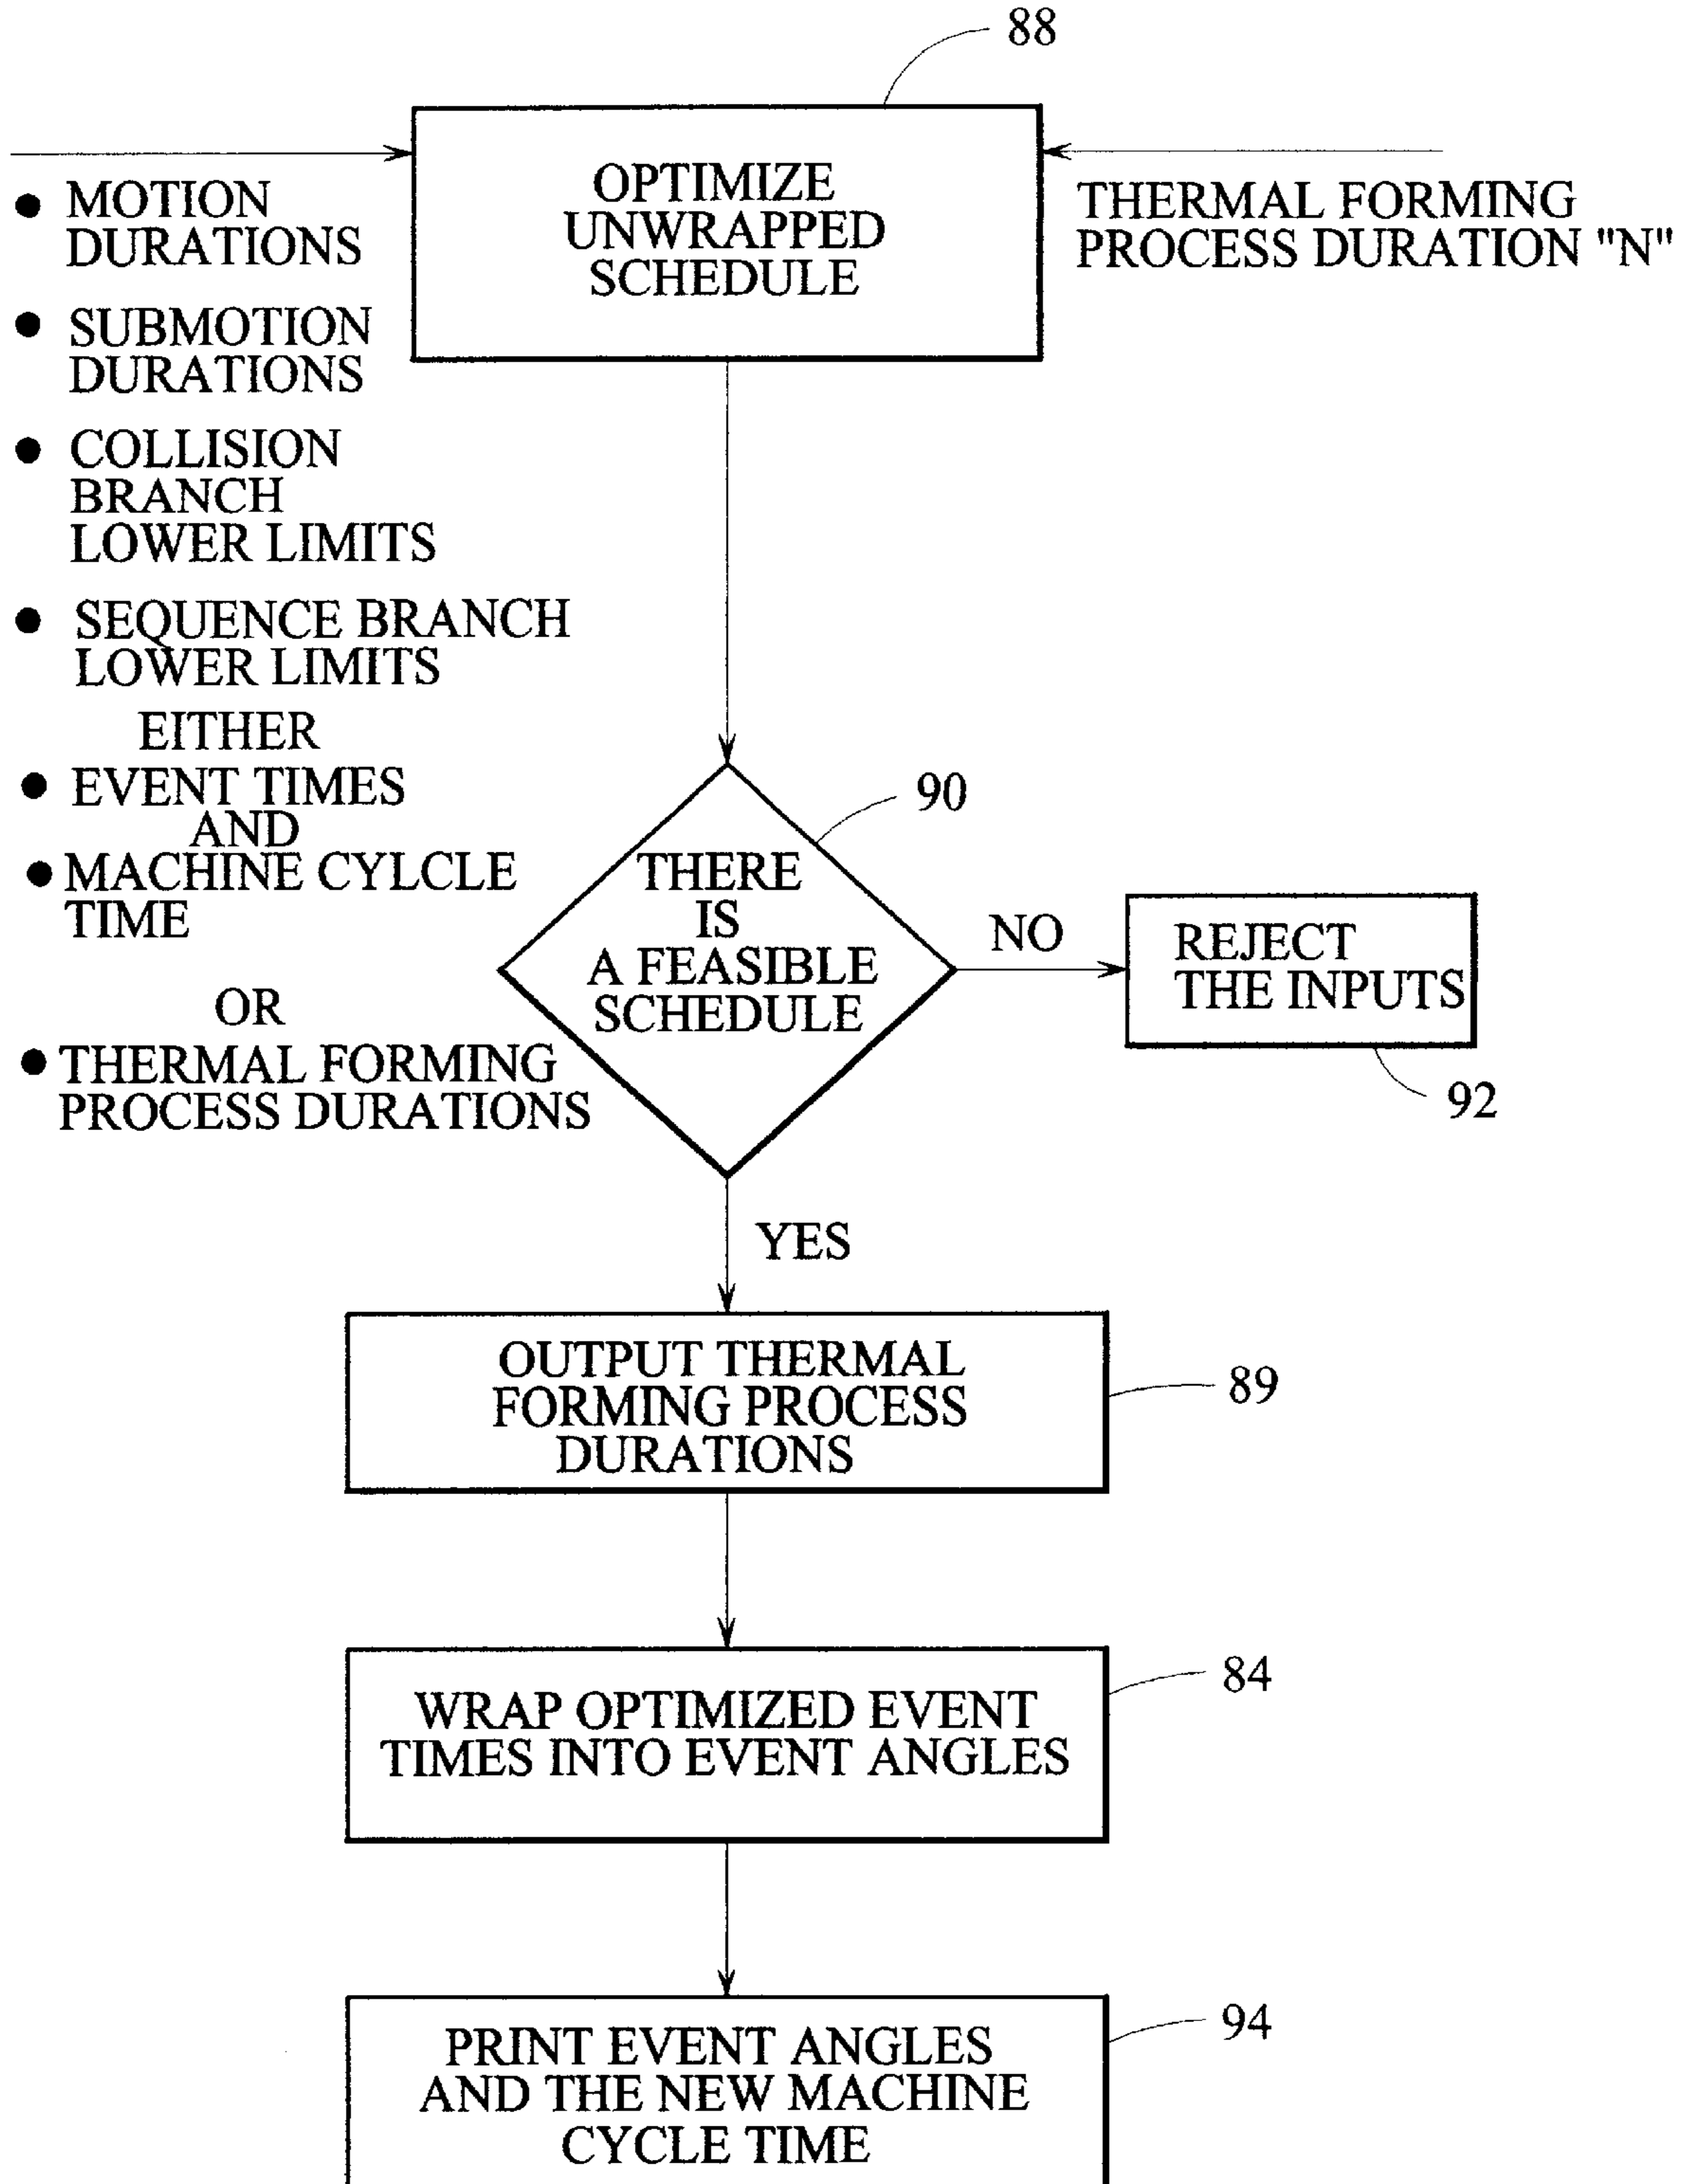 88
OPTIMIZE
UNWRAPPED
SCHEDULE
● MOTION
DURATIONS
● SUBMOTION
DURATIONS
● COLLISION
BRANCH
LOWER LIMITS
● SEQUENCE BRANCH
LOWER LIMITS
EITHER
● EVENT TIMES
AND
● MACHINE CYLCLE
TIME
OR
● THERMAL FORMING
PROCESS DURATIONS
THERMAL FORMING
PROCESS DURATION "N"
90
THERE
IS
A FEASIBLE
SCHEDULE
NO
REJECT
THE INPUTS
92
YES
OUTPUT THERMAL
FORMING PROCESS
DURATIONS
89
WRAP OPTIMIZED EVENT
TIMES INTO EVENT ANGLES
84
PRINT EVENT ANGLES
AND THE NEW MACHINE
CYCLE TIME
94